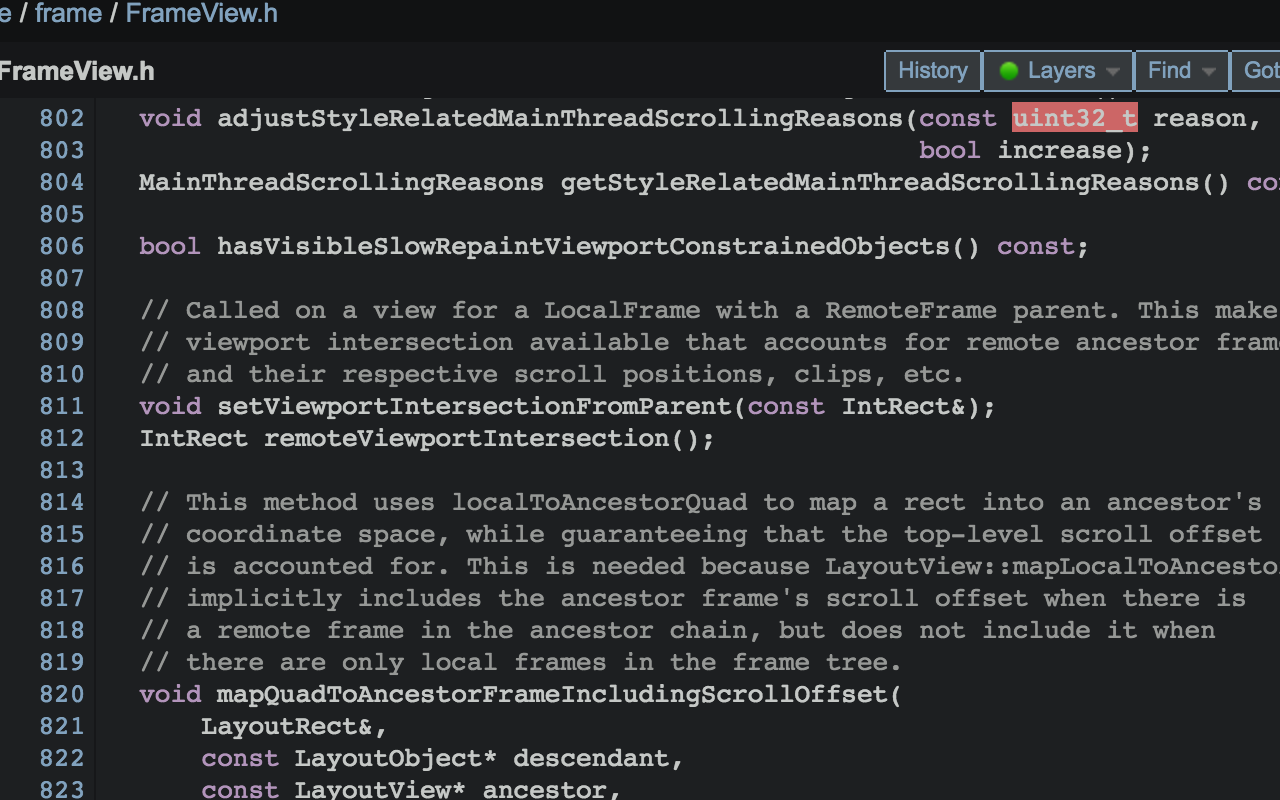 e / frame / FrameView.h
FrameView.h History Layers Find Got
802 void adjustStyleRelatedMainThreadScrollingReasons(const uint32_t reason,
803 bool increase);
804 MainThreadScrollingReasons getStyleRelatedMainThreadScrollingReasons() co
805
806 bool hasVisibleSlowRepaintViewportConstrainedObjects() const;
807
808 // Called on a view for a LocalFrame with a RemoteFrame parent. This make
809 // viewport intersection available that accounts for remote ancestor frame
810 // and their respective scroll positions, clips, etc.
811 void setViewportIntersectionFromParent(const IntRect&);
812 IntRect remoteViewportIntersection();
813
814 // This method uses localToAncestorQuad to map a rect into an ancestor's
815 // coordinate space, while guaranteeing that the top-level scroll offset
816 // is accounted for. This is needed because LayoutView::mapLocalToAncesto
817 // implicitly includes the ancestor frame's scroll offset when there is
818 // a remote frame in the ancestor chain, but does not include it when
819 // there are only local frames in the frame tree.
820 void mapQuadToAncestorFrameIncludingScrollOffset(
821 LayoutRect&,
822 const LayoutObject* descendant,
823 const LayoutView* ancestor,